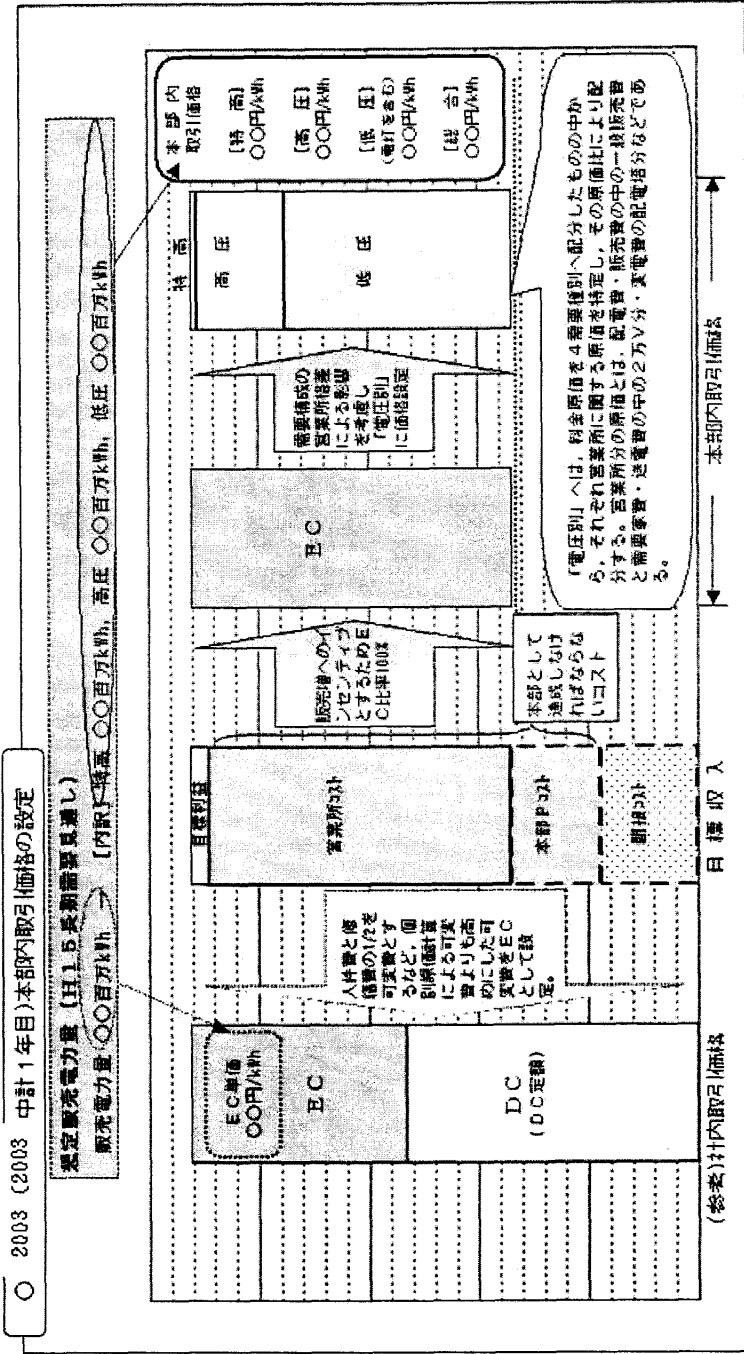 ○ 2003（2003 中計1年目）本部内取引価格の設定
想定販売電力量（H15長期需要見通し）
販売電力量 ○○百万kWh　［内訳］特高 ○○百万kWh，高圧 ○○百万kWh，低圧 ○○百万kWh
EC単価
○○円/kWh
EC
DC
(DC定額)
(参考)社内取引価格
人件費と修
繕費の1/2を
可変費とす
るなど，個
別原価計算
による可変
費よりも高
めにした可
変費をEC
として設
定。
目標利益
営業所コスト
本部Pコスト
目 標 収 入
販売増へのイ
ンセンティブ
とするためE
C比率100%
本部として
達成しなけ
ればならな
いコスト
EC
需要構成の
営業所格差
による影響
を考慮し
「電圧別」
に価格設定
特 高
高 圧
低 圧
本 部 内
取引価格
[特 高]
○○円/kWh
[高 圧]
○○円/kWh
[低 圧]
(電灯を含む)
○○円/kWh
[総 合]
○○円/kWh
「電圧別」へは，料金原価を4需要種別へ配分したものの中か
ら，それぞれ営業所に関する原価を特定し，その原価比により配
分する。営業所分の原価とは，配電費・販売費の中の一般販売費
と需要家費・送電費の中の2万V分・変電費の配電塔分などであ
る。
本部内取引価格